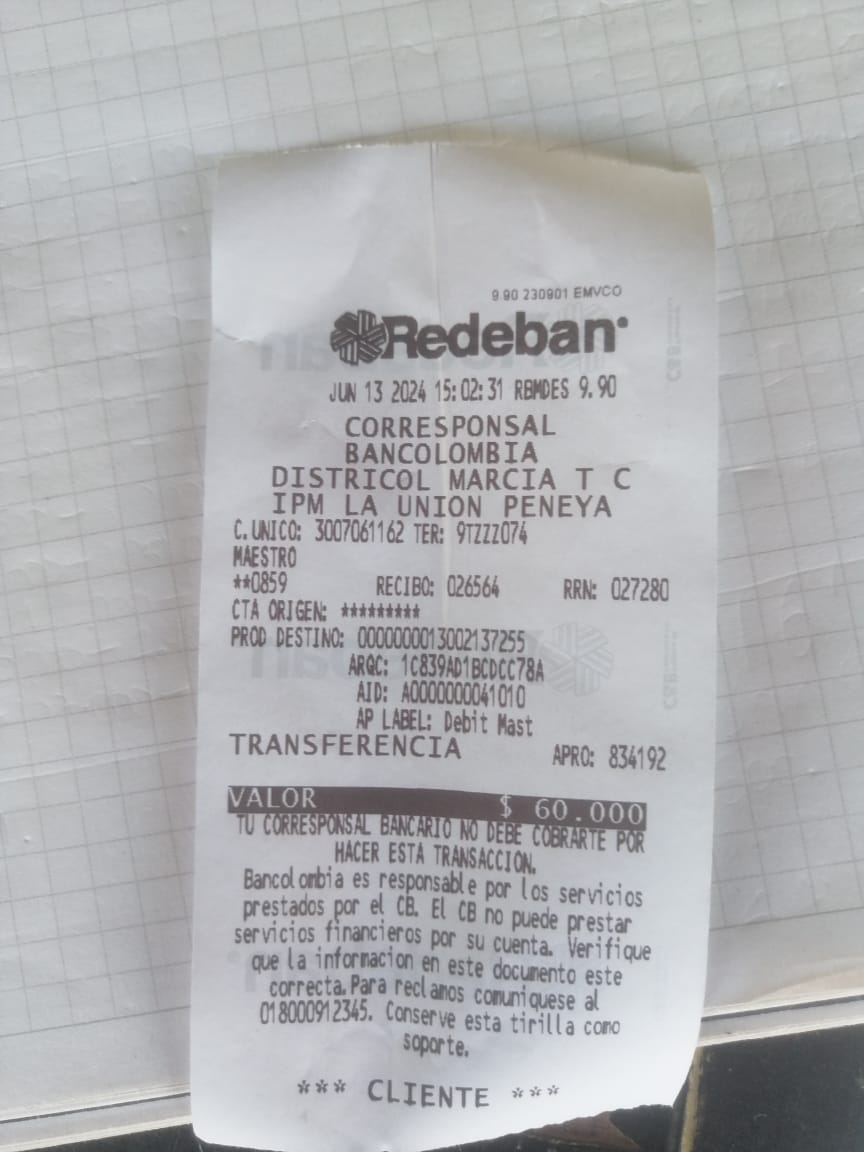 9.90 230901 EMVCO
Redeban
JUN 13 2024 15:02:31 RBMDES 9.90
CORRESPONSAL
BANCOLOMBIA
DISTRICOL MARCIA T C
IPM LA UNION PENEYA
C.UNICO: 3007061162 TER: 9TZZZ074
MAESTRO
**0859 RECIBO: 026564 RRN: 027280
CTA ORIGEN: *********
PROD DESTINO: 0000000013002137255
ARQC: 1C839AD1BCDCC78A
AID: A0000000041010
AP LABEL: Debit Mast
TRANSFERENCIA APRO: 834192
VALOR $ 60.000
TU CORRESPONSAL BANCARIO NO DEBE COBRARTE POR
HACER ESTA TRANSACCION.
Bancolombia es responsable por los servicios
prestados por el CB. El CB no puede prestar
servicios financieros por su cuenta. Verifique
que la informacion en este documento este
correcta.Para reclamos comuniquese al
018000912345. Conserve esta tirilla como
soporte.
*** CLIENTE ***